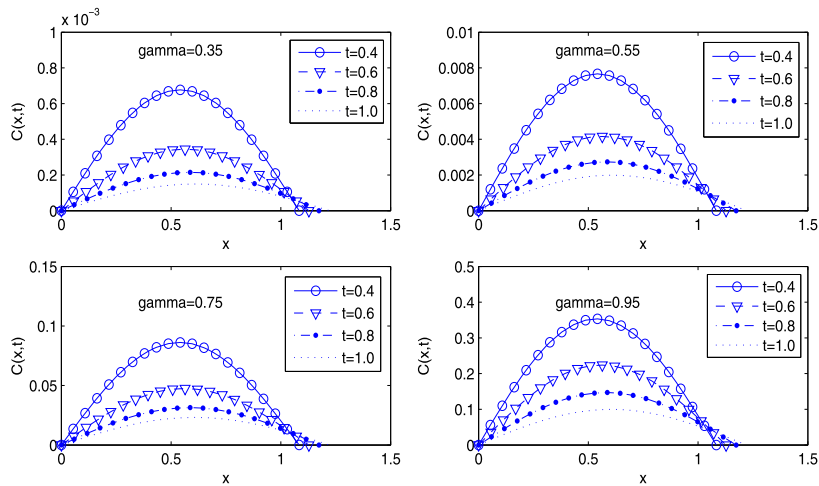 x 10^-3
gamma=0.35
C(x,t)
1
0.8
0.6
0.4
0.2
0
0 0.5 1 1.5
x
t=0.4
t=0.6
t=0.8
t=1.0
gamma=0.55
C(x,t)
0.01
0.008
0.006
0.004
0.002
0
0 0.5 1 1.5
x
t=0.4
t=0.6
t=0.8
t=1.0
gamma=0.75
C(x,t)
0.15
0.1
0.05
0
0 0.5 1 1.5
x
t=0.4
t=0.6
t=0.8
t=1.0
gamma=0.95
C(x,t)
0.5
0.4
0.3
0.2
0.1
0
0 0.5 1 1.5
x
t=0.4
t=0.6
t=0.8
t=1.0